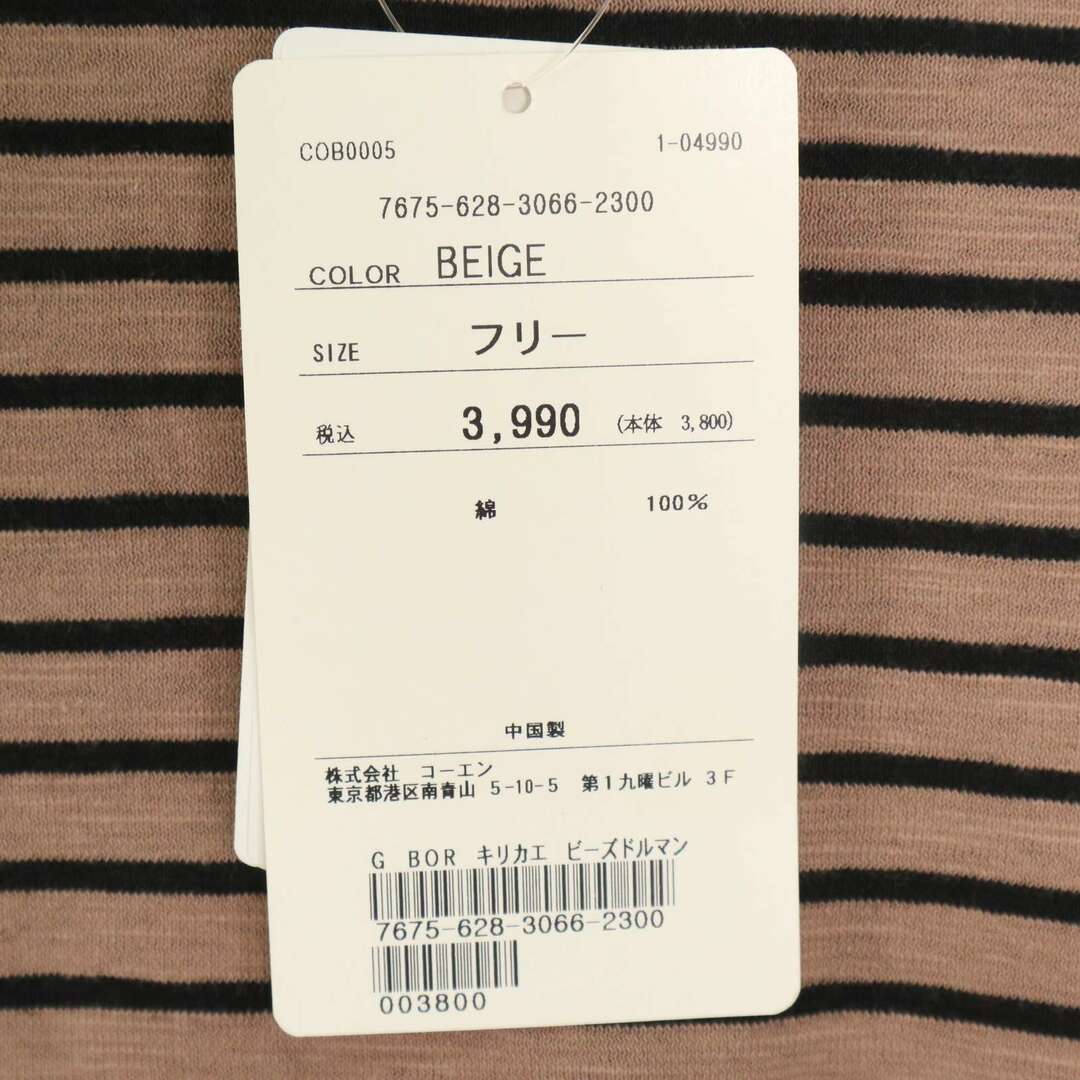 COB0005 1-04990
7675-628-3066-2300
COLOR BEIGE
SIZE フリー
税込 3,990 (本体 3,800)
綿 100%
中国製
株式会社 コーエン
東京都港区南青山 5-10-5 第1九曜ビル 3F
G BOR キリカエ ビーズドルマン
7675-628-3066-2300
003800